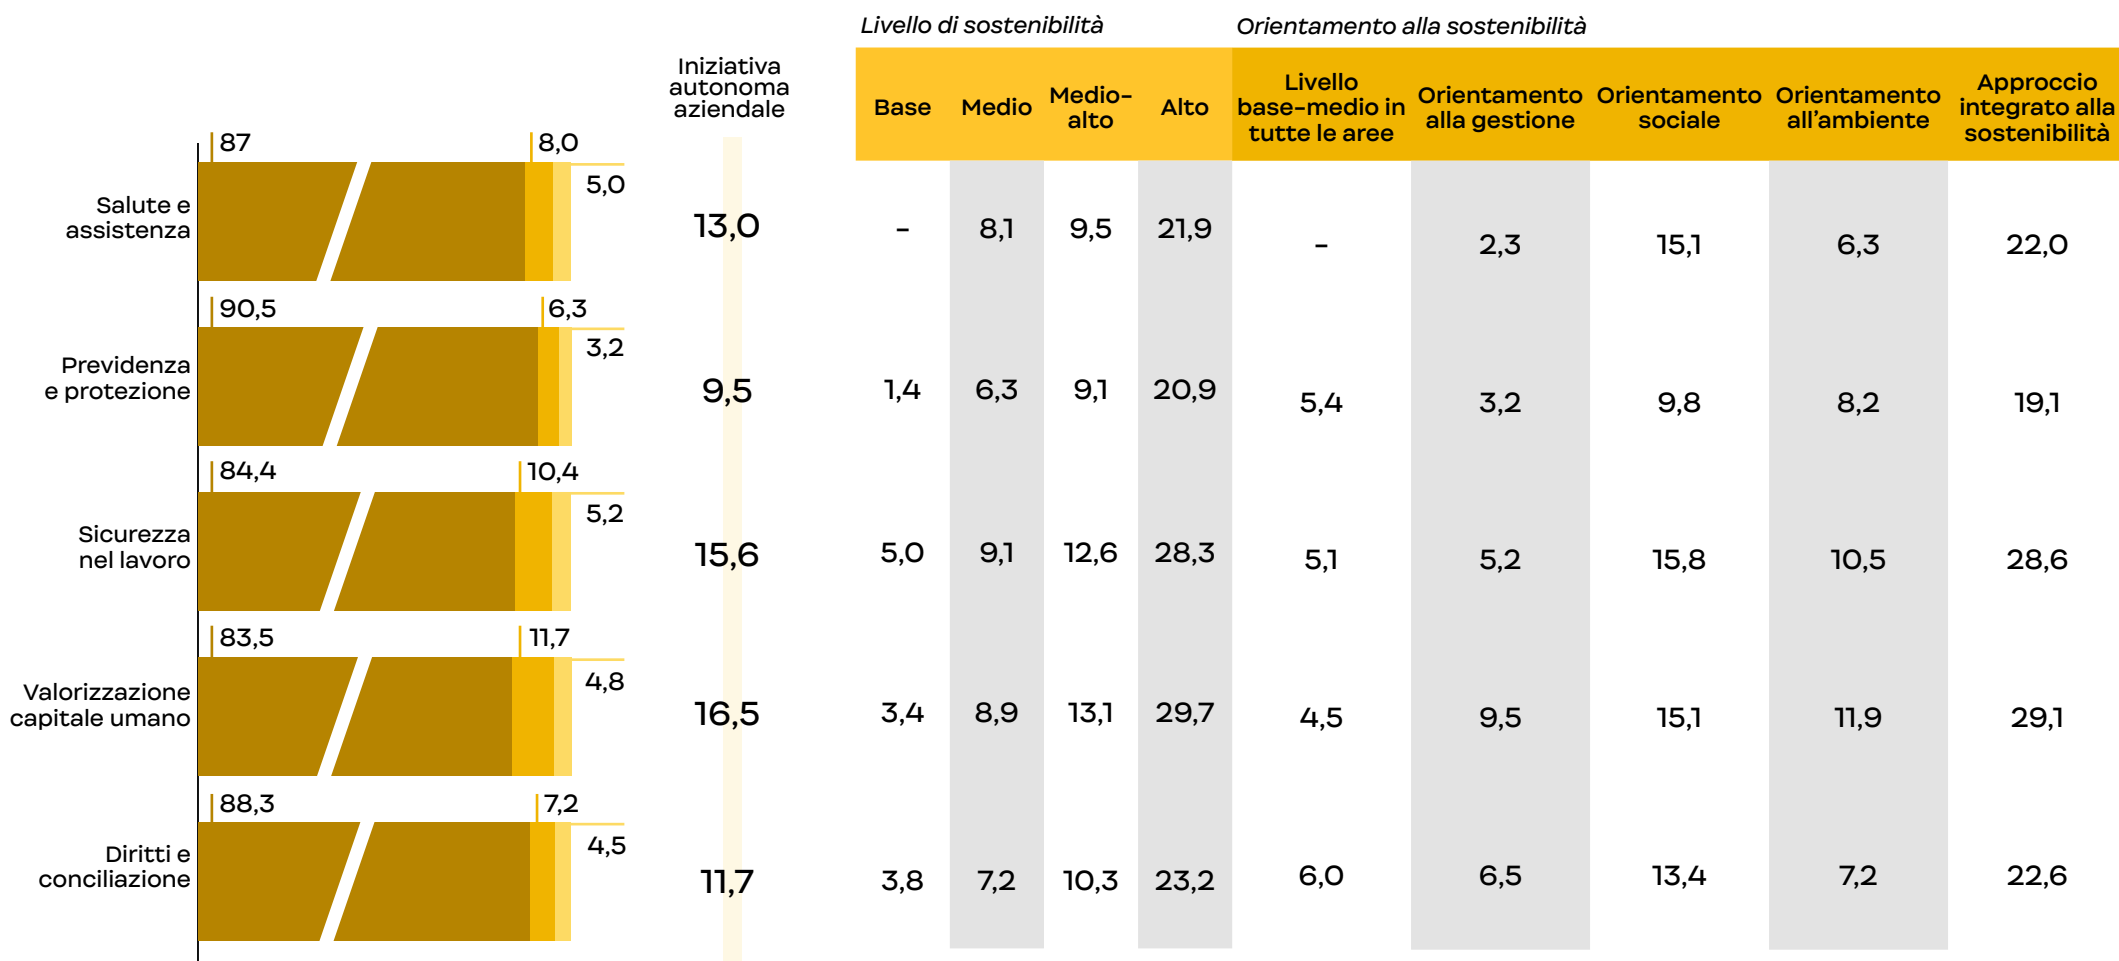 Livello di sostenibilità
Orientamento alla sostenibilità
Iniziativa
autonoma
aziendale
Base
Medio
Medio-
alto
Alto
Livello
base-medio in
tutte le aree
Orientamento
alla gestione
Orientamento
sociale
Orientamento
all'ambiente
Approccio
integrato alla
sostenibilità
87
8,0
5,0
Salute e
assistenza
13,0
-
8,1
9,5
21,9
-
2,3
15,1
6,3
22,0
90,5
6,3
3,2
Previdenza
e protezione
9,5
1,4
6,3
9,1
20,9
5,4
3,2
9,8
8,2
19,1
84,4
10,4
5,2
Sicurezza
nel lavoro
15,6
5,0
9,1
12,6
28,3
5,1
5,2
15,8
10,5
28,6
83,5
11,7
4,8
Valorizzazione
capitale umano
16,5
3,4
8,9
13,1
29,7
4,5
9,5
15,1
11,9
29,1
88,3
7,2
4,5
Diritti e
conciliazione
11,7
3,8
7,2
10,3
23,2
6,0
6,5
13,4
7,2
22,6